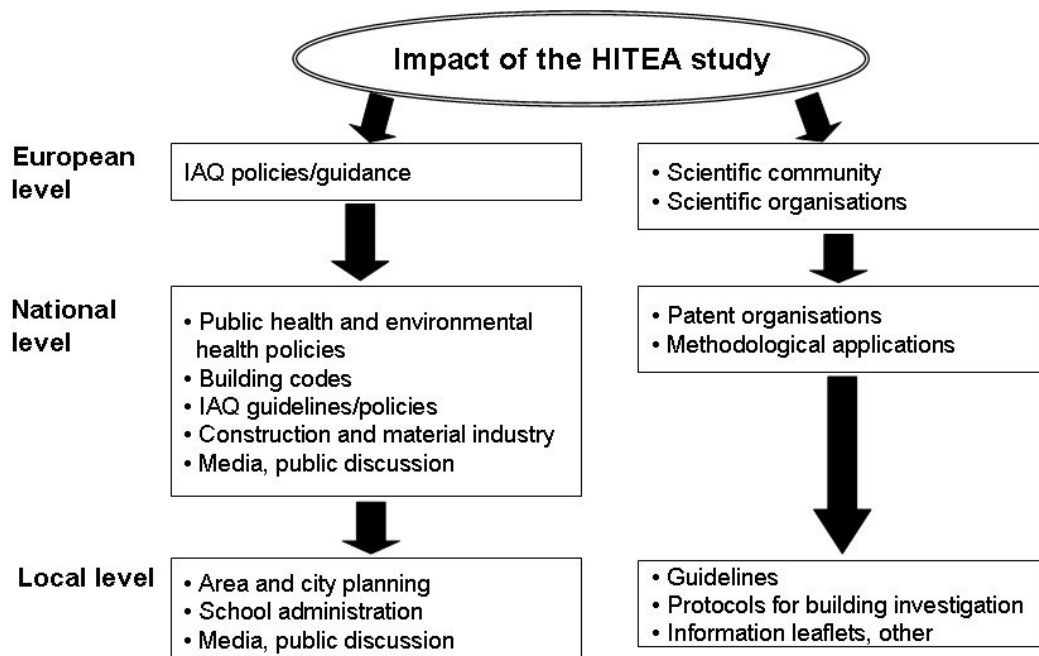 Impact of the HITEA study
European
level
IAQ policies/guidance
• Scientific community
• Scientific organisations
National
level
• Public health and environmental
health policies
• Building codes
• IAQ guidelines/policies
• Construction and material industry
• Media, public discussion
• Patent organisations
• Methodological applications
Local level
• Area and city planning
• School administration
• Media, public discussion
• Guidelines
• Protocols for building investigation
• Information leaflets, other